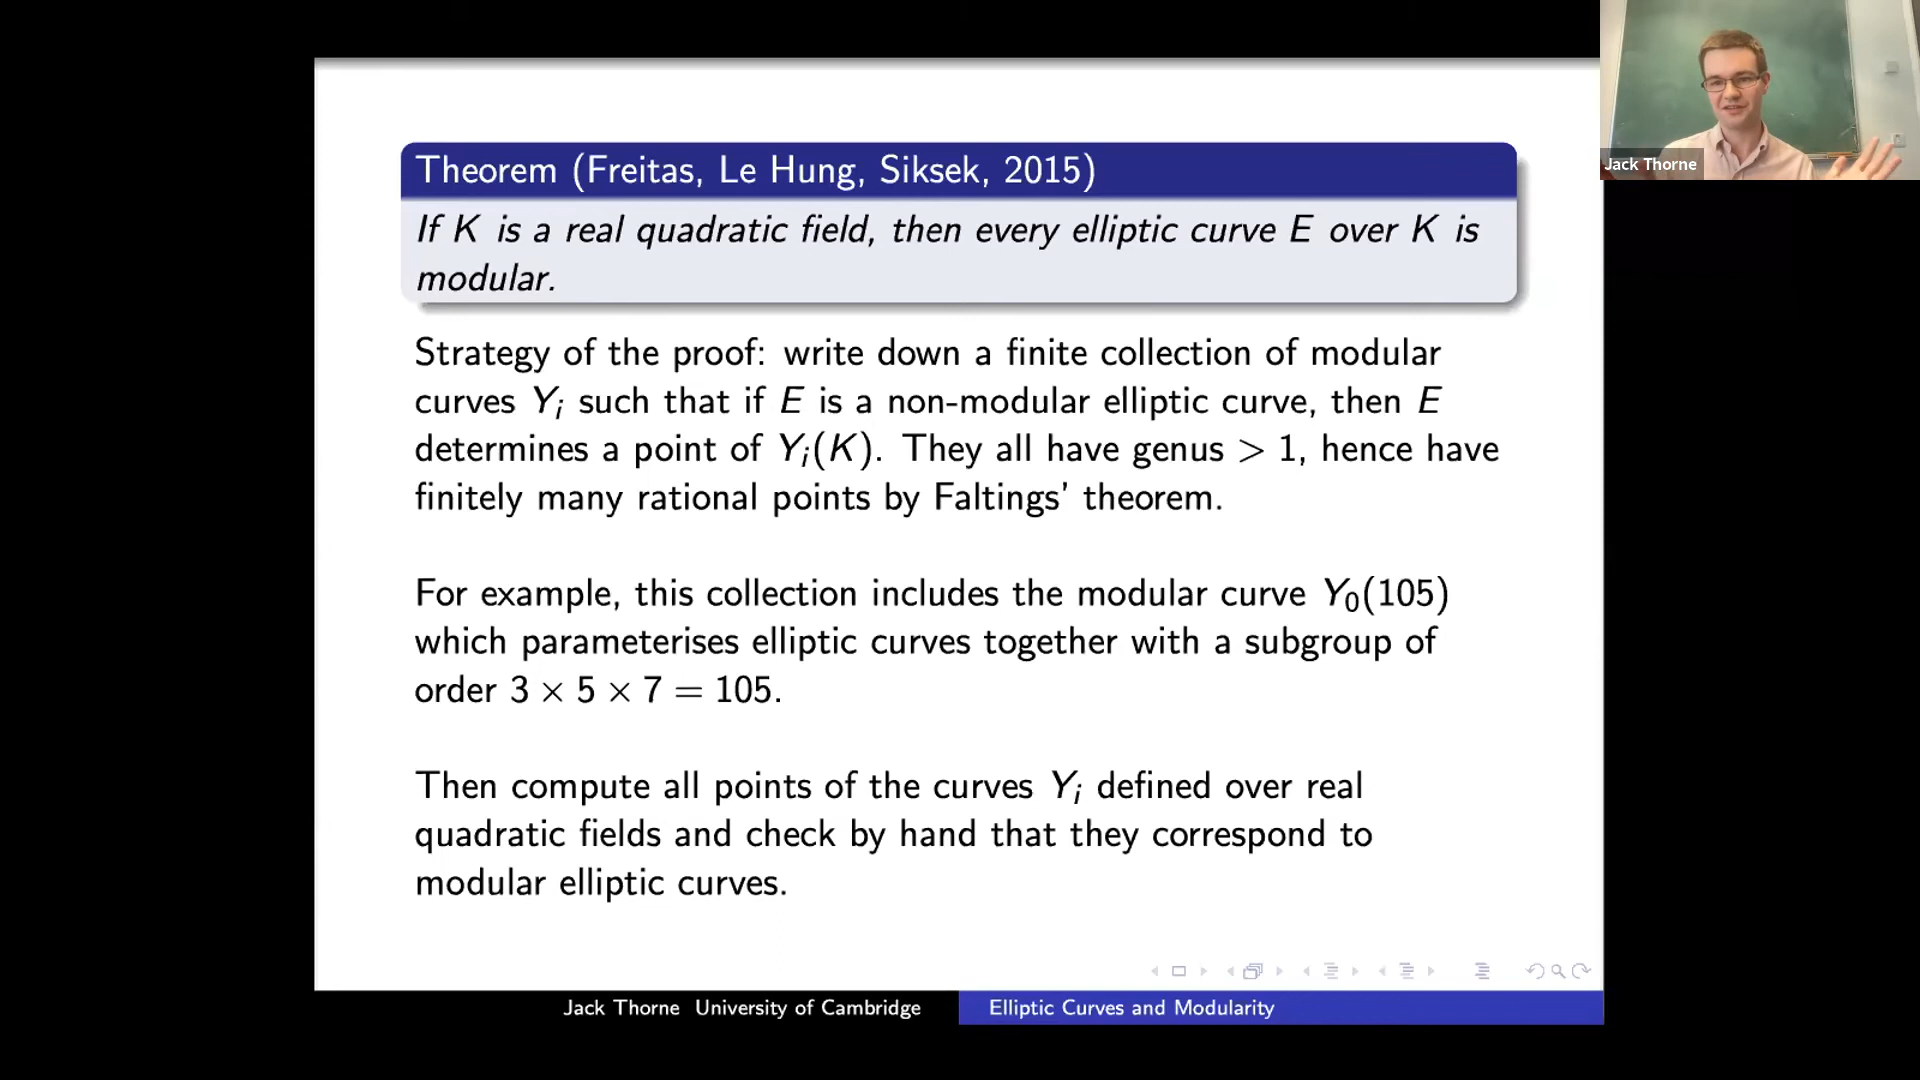 Theorem (Freitas, Le Hung, Siksek, 2015)
If K is a real quadratic field, then every elliptic curve E over K is
modular.
Strategy of the proof: write down a finite collection of modular
curves Yᵢ such that if E is a non-modular elliptic curve, then E
determines a point of Yᵢ(K). They all have genus > 1, hence have
finitely many rational points by Faltings’ theorem.
For example, this collection includes the modular curve Y₀(105)
which parameterises elliptic curves together with a subgroup of
order 3 × 5 × 7 = 105.
Then compute all points of the curves Yᵢ defined over real
quadratic fields and check by hand that they correspond to
modular elliptic curves.
Jack Thorne University of Cambridge
Elliptic Curves and Modularity
Jack Thorne